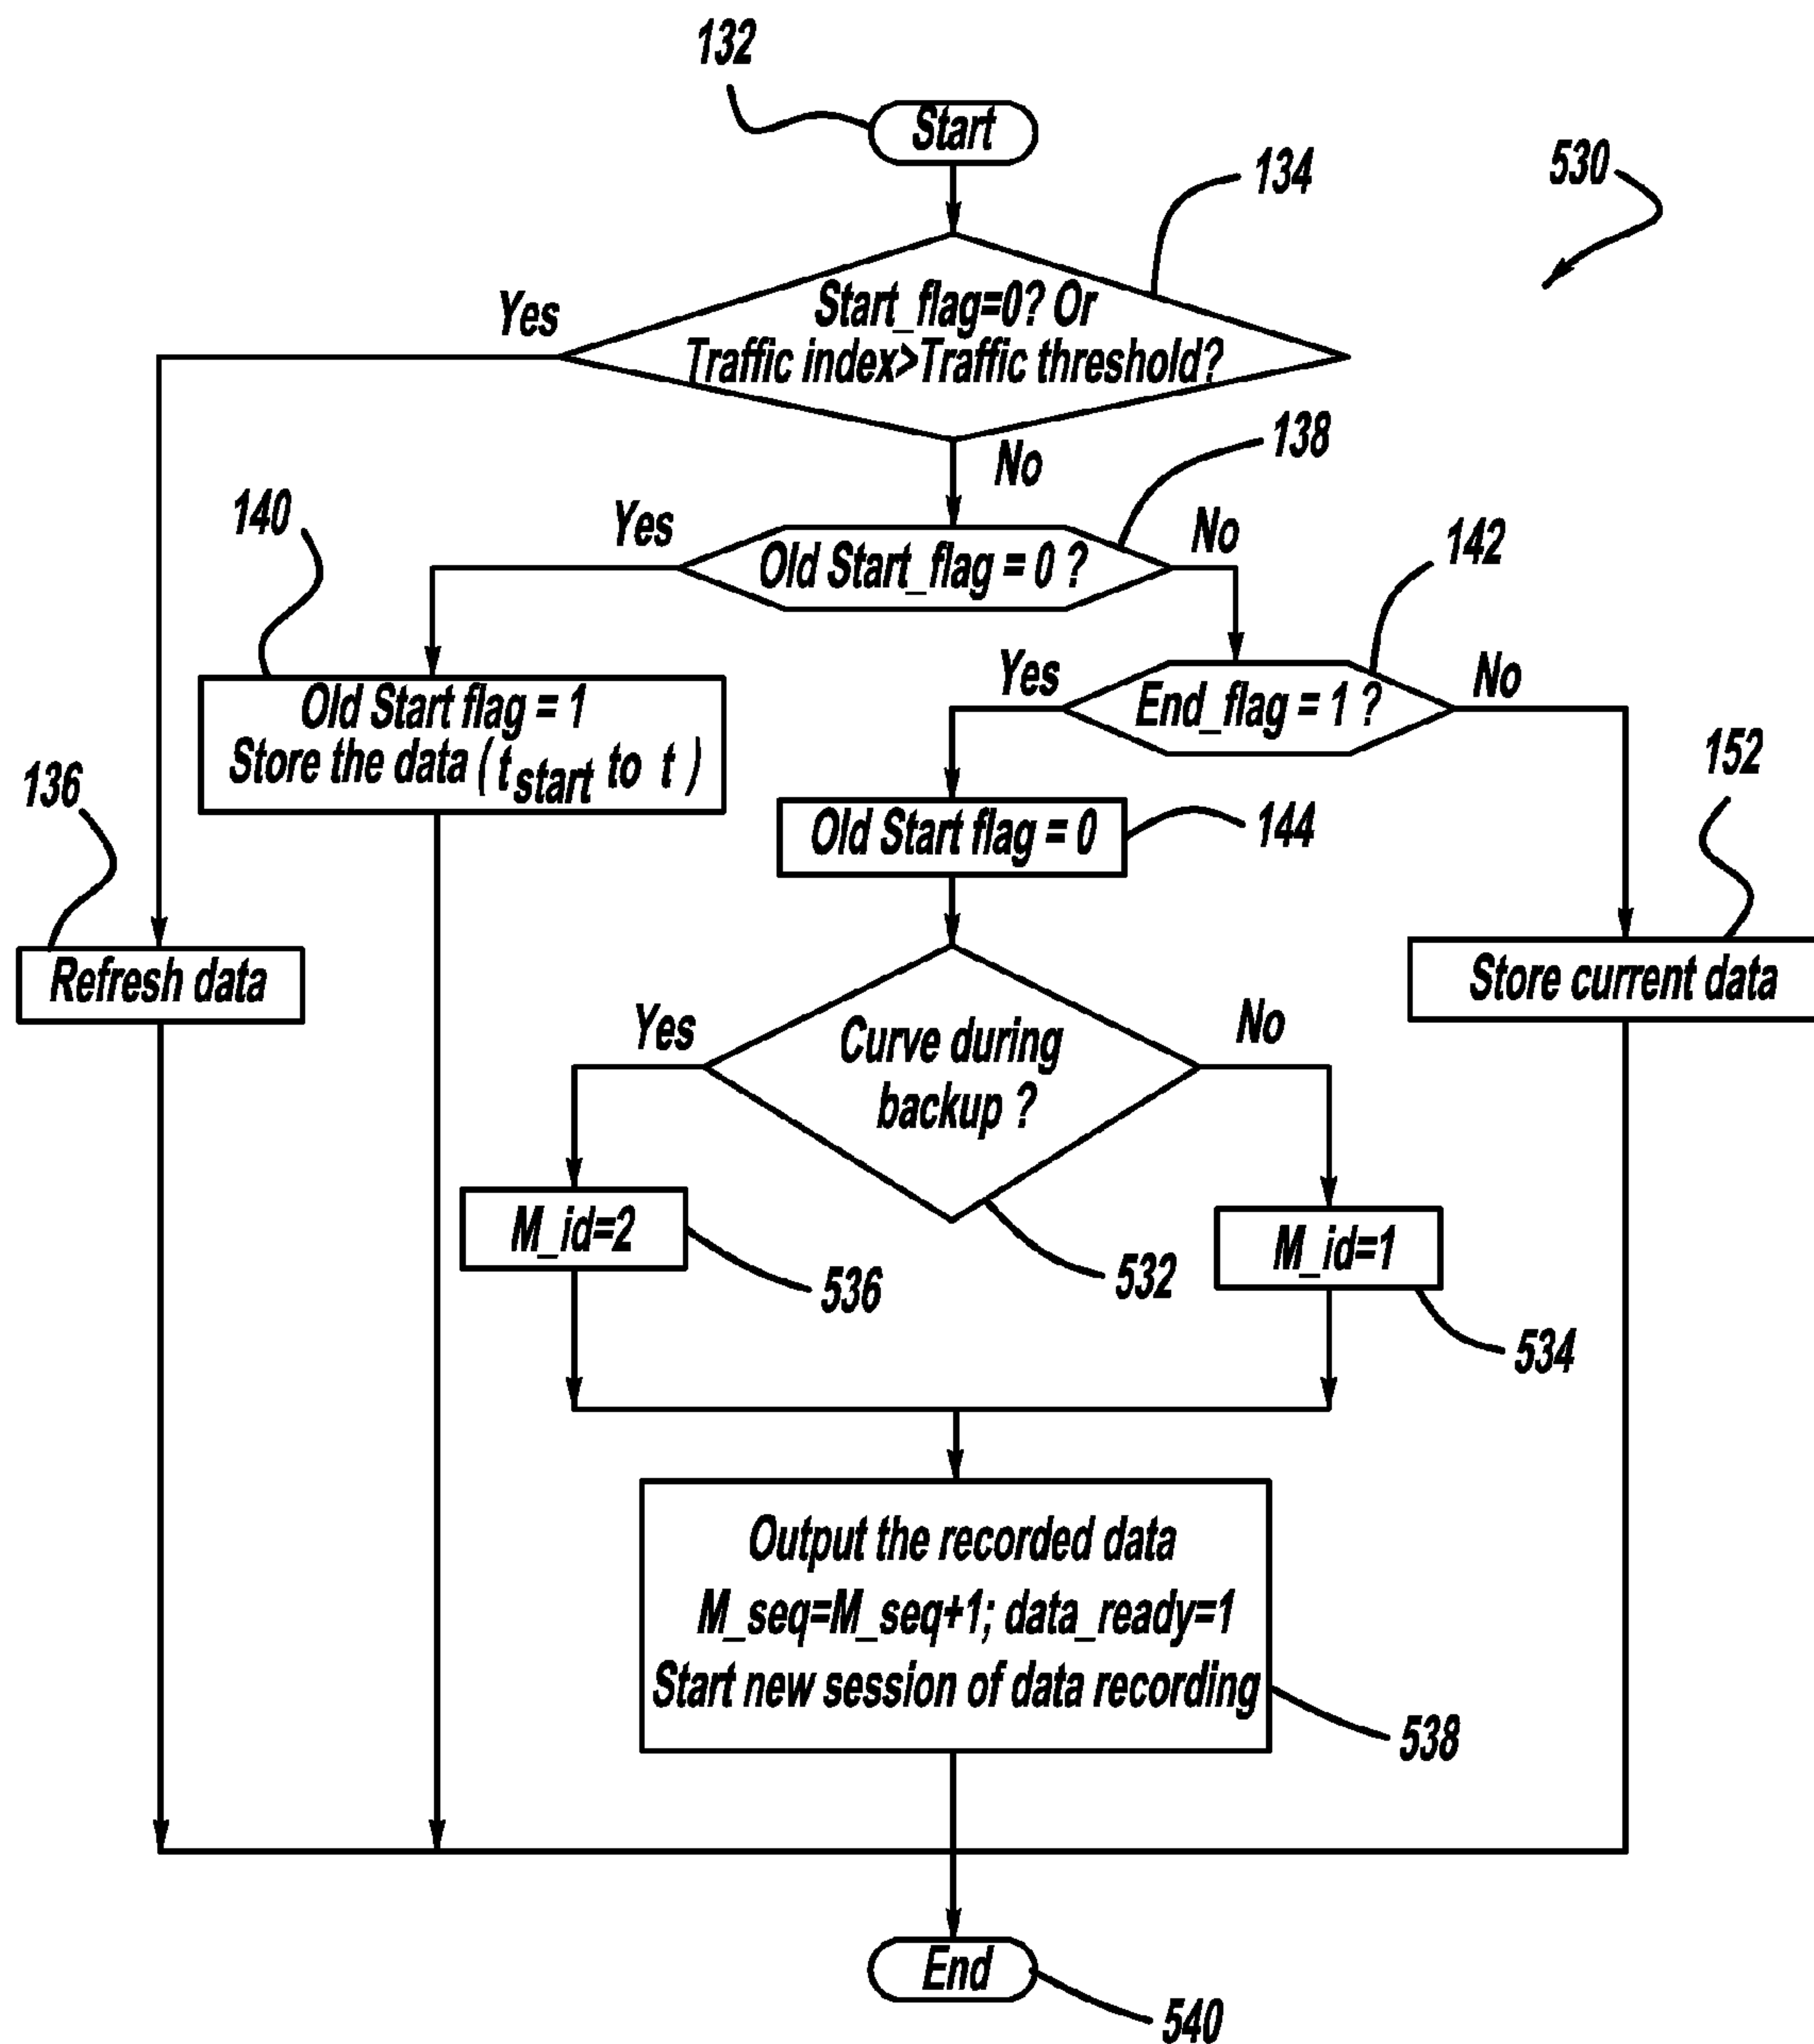 132
Start
134
530
Yes
Start_flag=0? Or
Traffic index>Traffic threshold?
No
138
140
Yes
Old Start_flag = 0 ?
No
142
Old Start flag = 1
Store the data (t start to t )
Yes
End_flag = 1 ?
No
152
136
Old Start flag = 0
144
Refresh data
Store current data
Yes
Curve during
backup ?
No
M_id=2
536
532
M_id=1
534
Output the recorded data
M_seq=M_seq+1; data_ready=1
Start new session of data recording
538
End
540